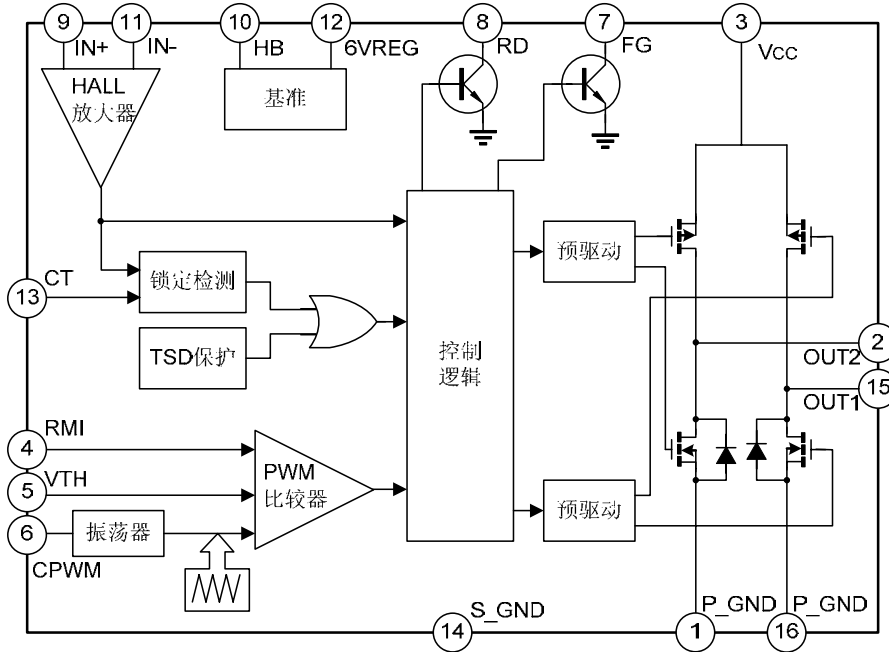 9 11 10 12 8 7 3
IN+ IN- HB 6VREG RD FG Vcc
HALL
放大器
基准
13 CT
锁定检测
TSD保护
控制
逻辑
预驱动
2
OUT2
15
OUT1
4 RMI
5 VTH
6
CPWM
振荡器
PWM
比较器
预驱动
14 S_GND
1 P_GND
16 P_GND